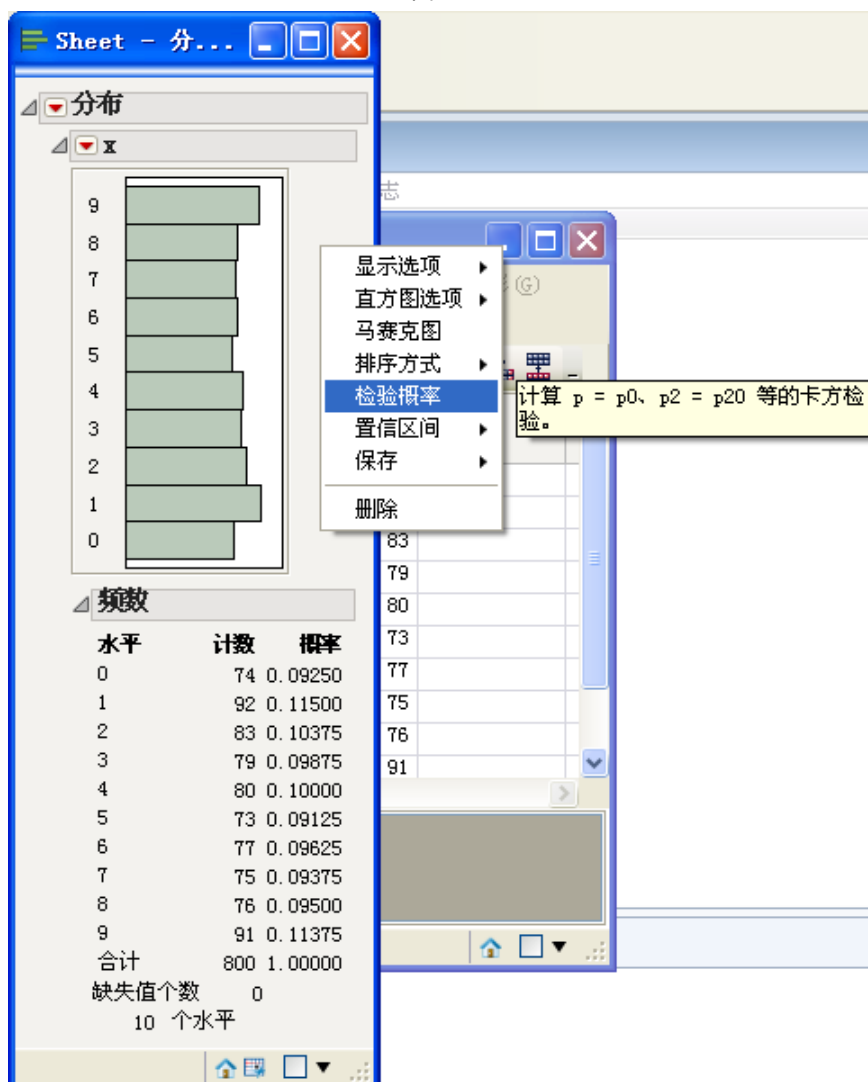 Sheet - 分...
分布
x
9
8
7
6
5
4
3
2
1
0
频数
水平 计数 概率
0 74 0.09250
1 92 0.11500
2 83 0.10375
3 79 0.09875
4 80 0.10000
5 73 0.09125
6 77 0.09625
7 75 0.09375
8 76 0.09500
9 91 0.11375
合计 800 1.00000
缺失值个数 0
10 个水平
志
(G)
显示选项
直方图选项
马赛克图
排序方式
检验概率
置信区间
保存
删除
计算 p = p0、p2 = p20 等的卡方检
验。
83
79
80
73
77
75
76
91